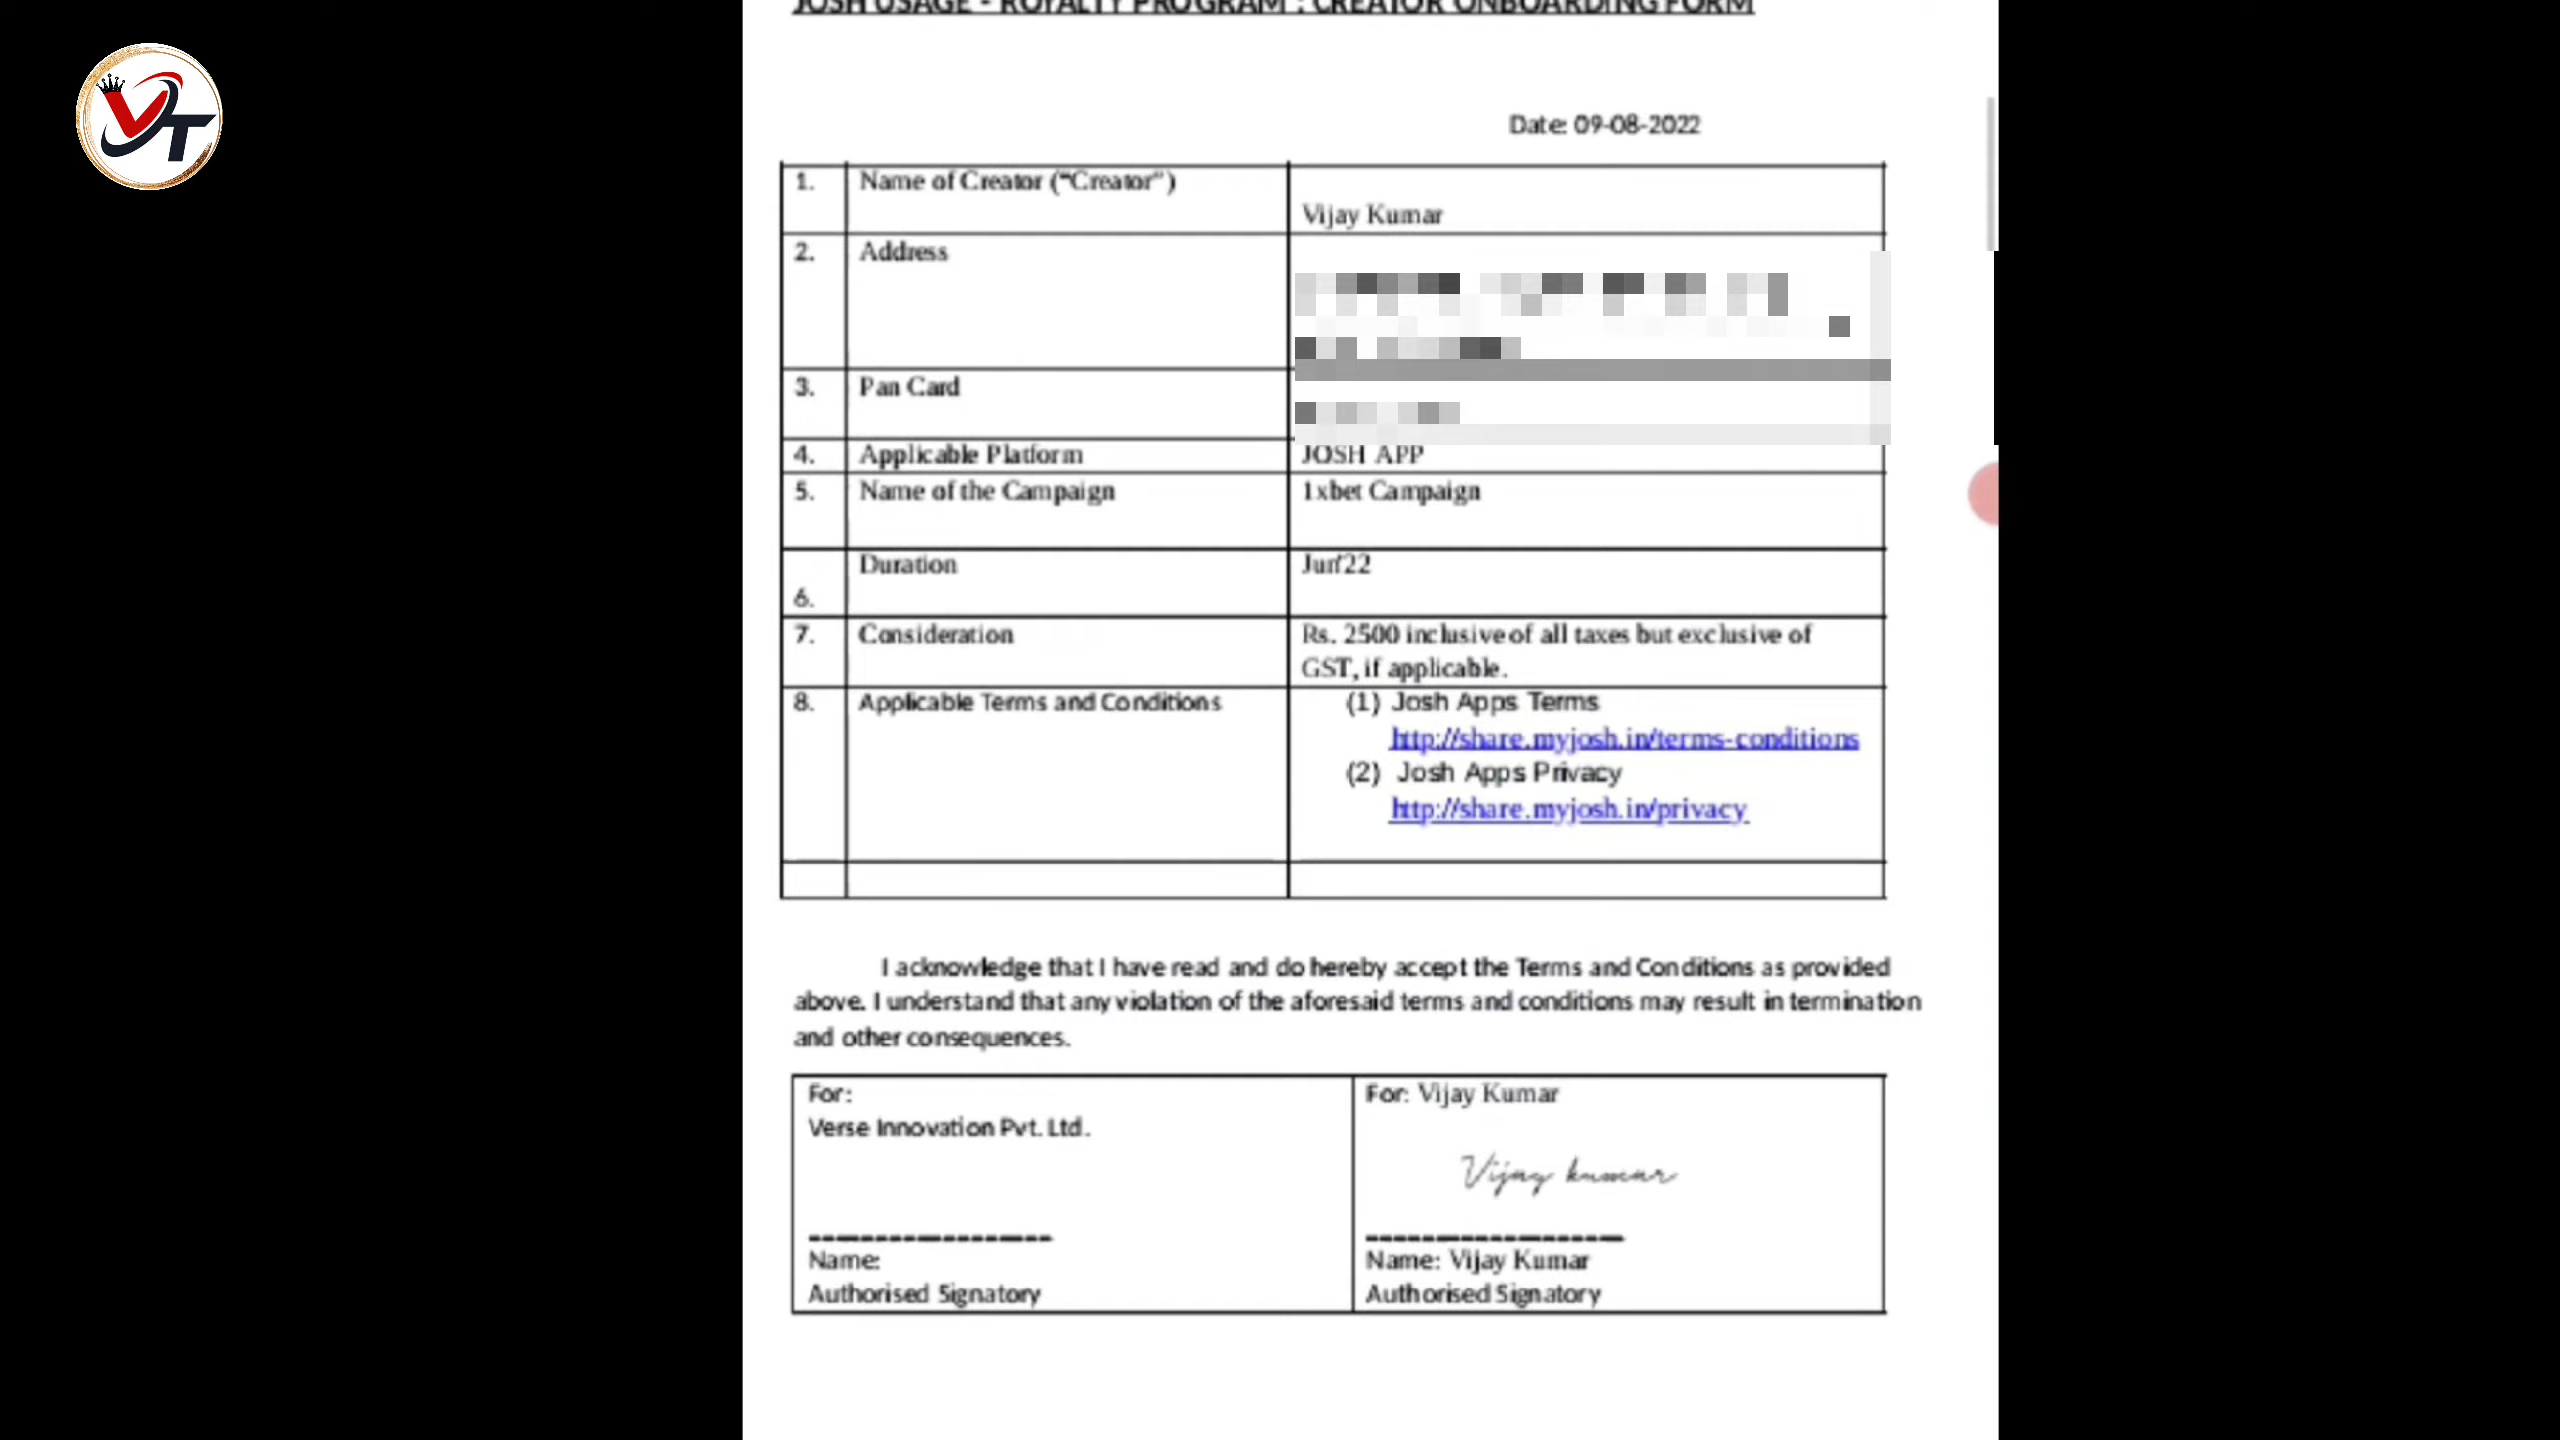 JOSH USAGE - ROYALTY PROGRAM : CREATOR ONBOARDING FORM
VT
Date: 09-08-2022
1. Name of Creator ("Creator") Vijay Kumar
2. Address
3. Pan Card
4. Applicable Platform JOSH APP
5. Name of the Campaign 1xbet Campaign
6. Duration Jun'22
7. Consideration Rs. 2500 inclusive of all taxes but exclusive of
GST, if applicable.
8. Applicable Terms and Conditions (1) Josh Apps Terms
http://share.myjosh.in/terms-conditions
(2) Josh Apps Privacy
http://share.myjosh.in/privacy
I acknowledge that I have read and do hereby accept the Terms and Conditions as provided
above. I understand that any violation of the aforesaid terms and conditions may result in termination
and other consequences.
For:
Verse Innovation Pvt. Ltd.
Name:
Authorised Signatory
For: Vijay Kumar
Vijay kumar
Name: Vijay Kumar
Authorised Signatory